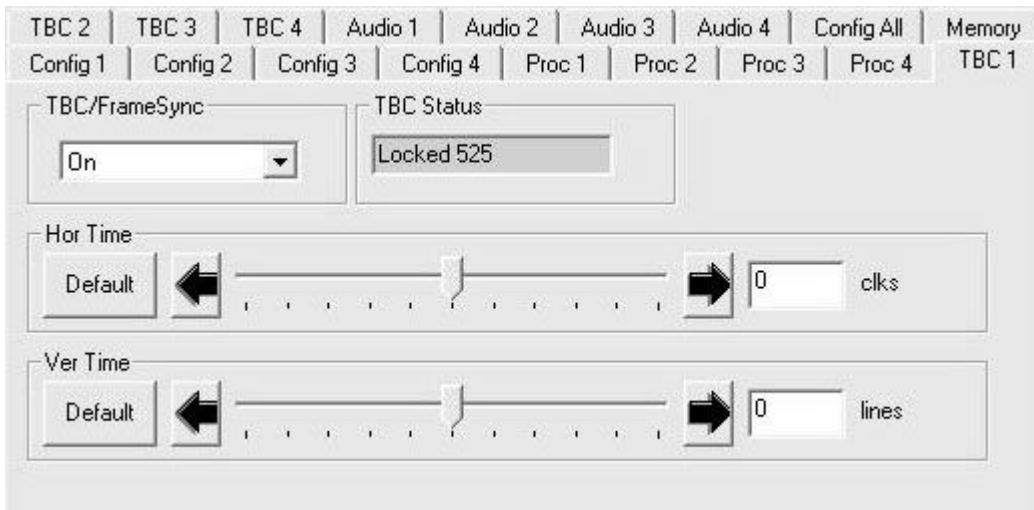 TBC 2 TBC 3 TBC 4 Audio 1 Audio 2 Audio 3 Audio 4 Config All Memory
Config 1 Config 2 Config 3 Config 4 Proc 1 Proc 2 Proc 3 Proc 4 TBC 1
TBC/FrameSync TBC Status
On Locked 525
Hor Time
Default 0 clks
Ver Time
Default 0 lines